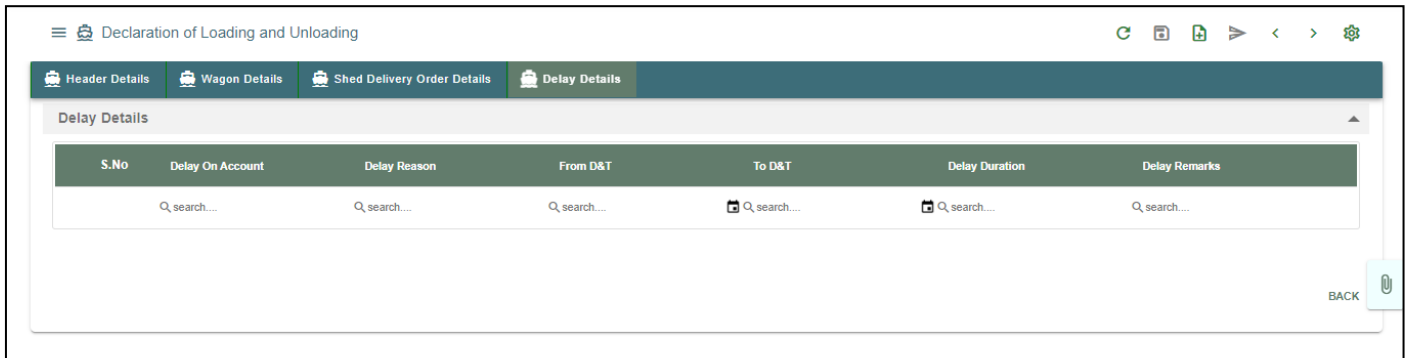 Declaration of Loading and Unloading
Header Details Wagon Details Shed Delivery Order Details Delay Details
Delay Details
S.No Delay On Account Delay Reason From D&T To D&T Delay Duration Delay Remarks
search.... search.... search.... search.... search.... search....
BACK